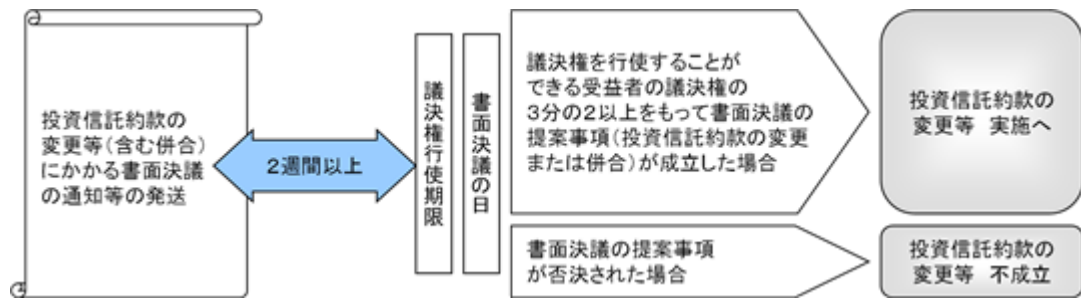 投資信託約款の
変更等(含む併合)
にかかる書面決議
の通知等の発送
2週間以上
議決権行使期限
書面決議の日
議決権を行使することが
できる受益者の議決権の
3分の2以上をもって書面決議の
提案事項(投資信託約款の変更
または併合)が成立した場合
投資信託約款の
変更等 実施へ
書面決議の提案事項
が否決された場合
投資信託約款の
変更等 不成立